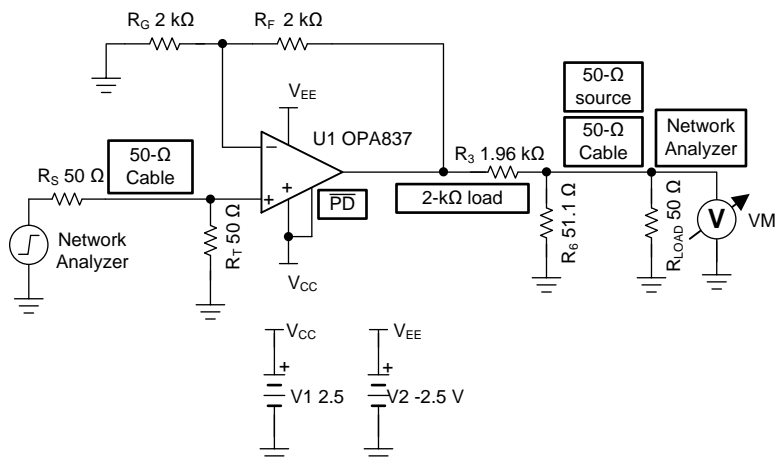 R_G 2 kΩ
R_F 2 kΩ
V_EE
U1 OPA837
50-Ω
source
50-Ω
Cable
Network
Analyzer
50-Ω
Cable
R_S 50 Ω
−
+
+
PD
R_3 1.96 kΩ
2-kΩ load
V
VM
Network
Analyzer
R_T 50 Ω
R_6 51.1 Ω
R_LOAD 50 Ω
V_CC
V_CC
V_EE
+
+
V1 2.5
V2 -2.5 V